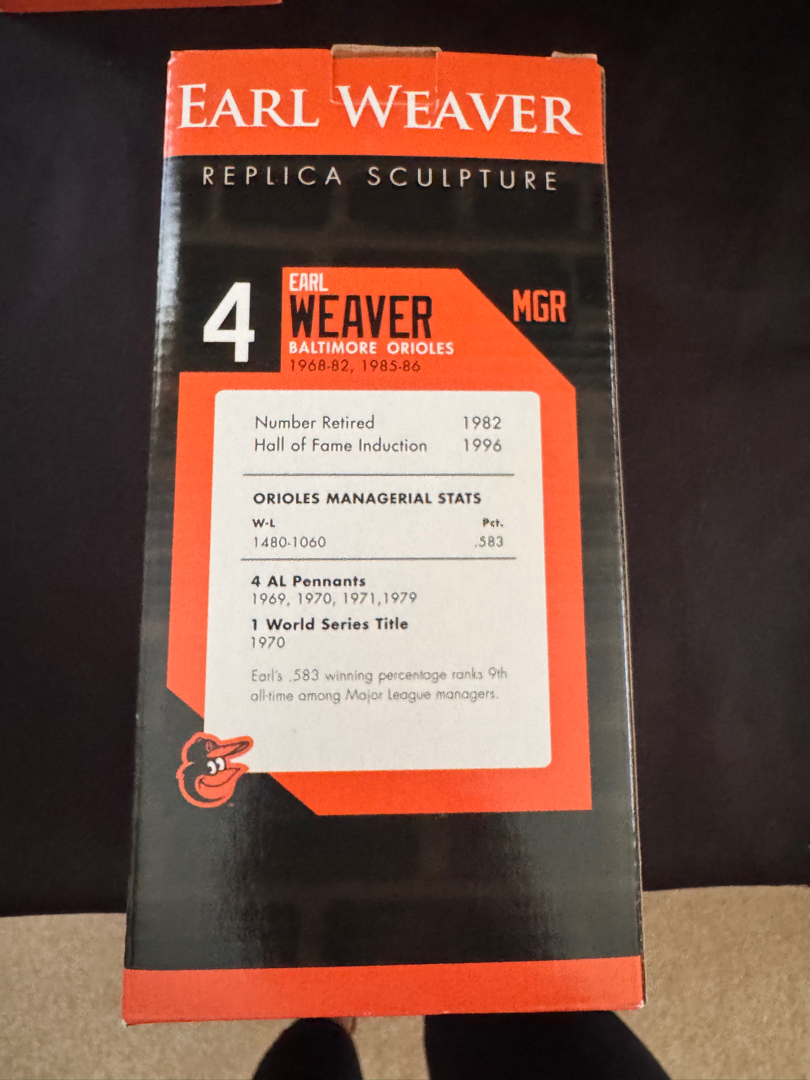 EARL WEAVER
REPLICA SCULPTURE
4
EARL
WEAVER
MGR
BALTIMORE ORIOLES
1968-82, 1985-86
Number Retired 1982
Hall of Fame Induction 1996
ORIOLES MANAGERIAL STATS
W-L Pct.
1480-1060 .583
4 AL Pennants
1969, 1970, 1971,1979
1 World Series Title
1970
Earl's .583 winning percentage ranks 9th
all-time among Major League managers.